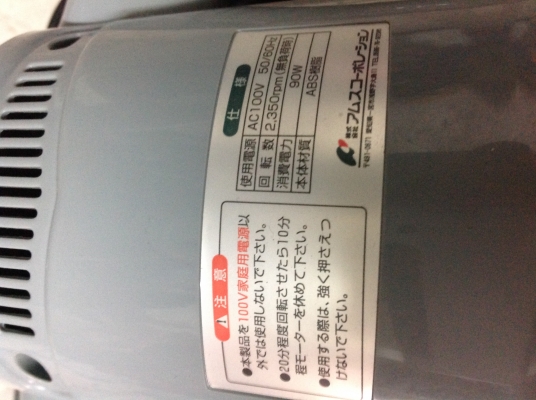 仕 様
使用電源 AC100V 50/60Hz
回転数 2,350rpm(無負荷時)
消費電力 90W
本体材質 ABS樹脂
株式会社 アムスコーポレーション
注 意
●本製品を100V家庭用電源以
外では使用しないで下さい。
●20分程度回転させたら10分
程モーターを休めて下さい。
●使用する際は、強く押さえつ
けないで下さい。